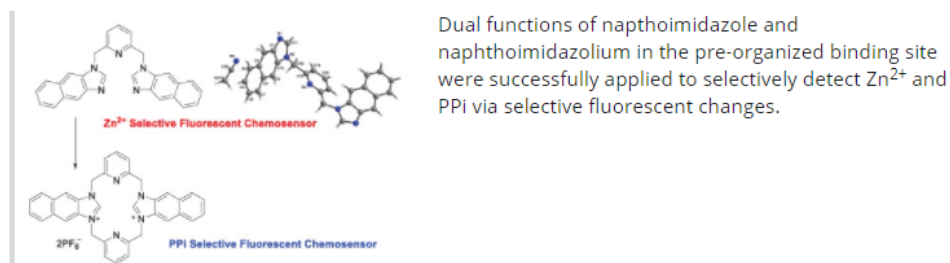 N
N
N
N
N
Zn²⁺ Selective Fluorescent Chemosensor
N
N
N
N⁺
⁺N
N
2PF₆⁻
PPi Selective Fluorescent Chemosensor
Dual functions of napthoimidazole and
naphthoimidazolium in the pre-organized binding site
were successfully applied to selectively detect Zn²⁺ and
PPi via selective fluorescent changes.